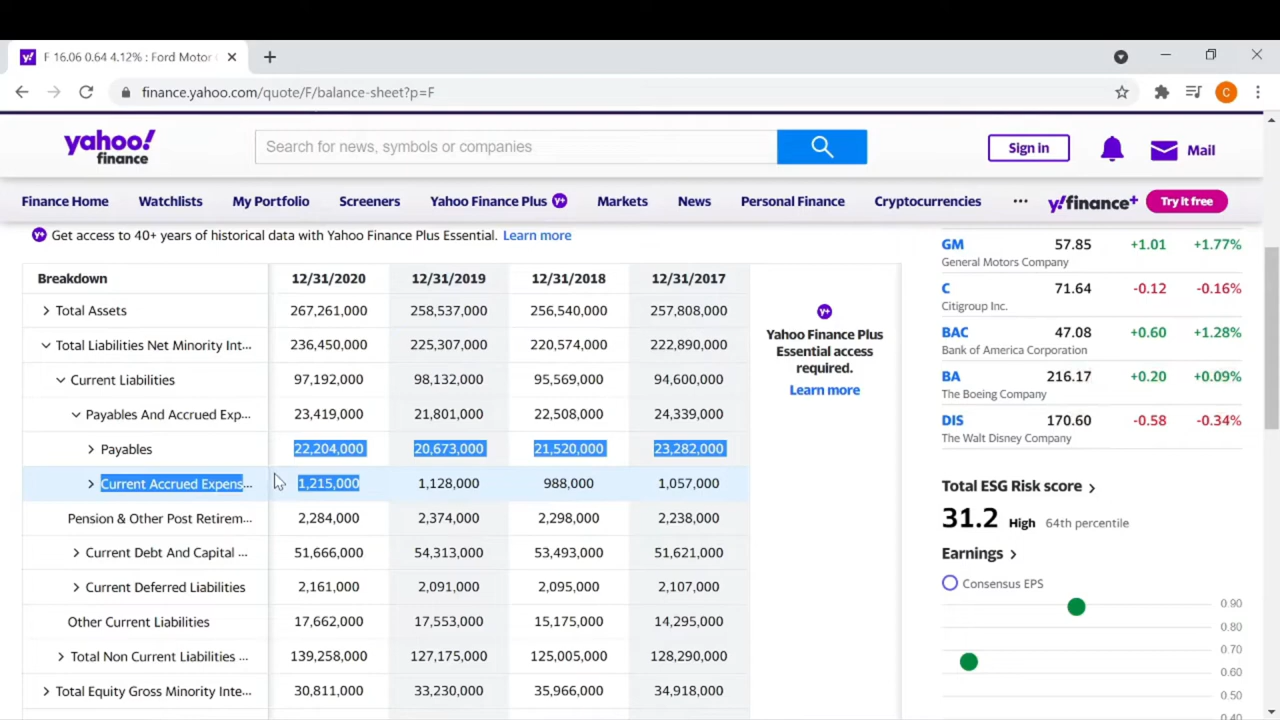 F 16.06 0.64 4.12% : Ford Motor
finance.yahoo.com/quote/F/balance-sheet?p=F
C
yahoo!
finance
Search for news, symbols or companies
Sign in
Mail
Finance Home Watchlists My Portfolio Screeners Yahoo Finance Plus Y+ Markets News Personal Finance Cryptocurrencies ... y!finance+ Try it free
y+ Get access to 40+ years of historical data with Yahoo Finance Plus Essential. Learn more
Breakdown 12/31/2020 12/31/2019 12/31/2018 12/31/2017
Total Assets 267,261,000 258,537,000 256,540,000 257,808,000
Total Liabilities Net Minority Int... 236,450,000 225,307,000 220,574,000 222,890,000
Current Liabilities 97,192,000 98,132,000 95,569,000 94,600,000
Payables And Accrued Exp... 23,419,000 21,801,000 22,508,000 24,339,000
Payables 22,204,000 20,673,000 21,520,000 23,282,000
Current Accrued Expens... 1,215,000 1,128,000 988,000 1,057,000
Pension & Other Post Retirem... 2,284,000 2,374,000 2,298,000 2,238,000
Current Debt And Capital ... 51,666,000 54,313,000 53,493,000 51,621,000
Current Deferred Liabilities 2,161,000 2,091,000 2,095,000 2,107,000
Other Current Liabilities 17,662,000 17,553,000 15,175,000 14,295,000
Total Non Current Liabilities ... 139,258,000 127,175,000 125,005,000 128,290,000
Total Equity Gross Minority Inte... 30,811,000 33,230,000 35,966,000 34,918,000
y+
Yahoo Finance Plus
Essential access
required.
Learn more
GM 57.85 +1.01 +1.77%
General Motors Company
C 71.64 -0.12 -0.16%
Citigroup Inc.
BAC 47.08 +0.60 +1.28%
Bank of America Corporation
BA 216.17 +0.20 +0.09%
The Boeing Company
DIS 170.60 -0.58 -0.34%
The Walt Disney Company
Total ESG Risk score
31.2 High 64th percentile
Earnings
Consensus EPS
0.90
0.80
0.70
0.60
0.50
0.40